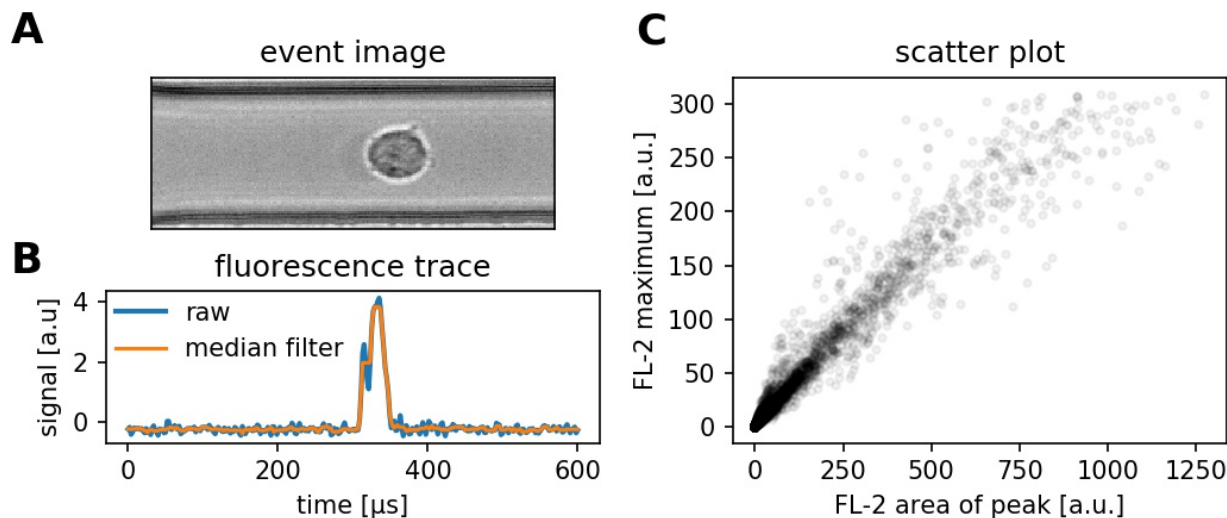 A
event image
B
fluorescence trace
signal [a.u]
4
2
0
raw
median filter
0
200
400
600
time [µs]
C
scatter plot
FL-2 maximum [a.u.]
300
250
200
150
100
50
0
0
250
500
750
1000
1250
FL-2 area of peak [a.u.]